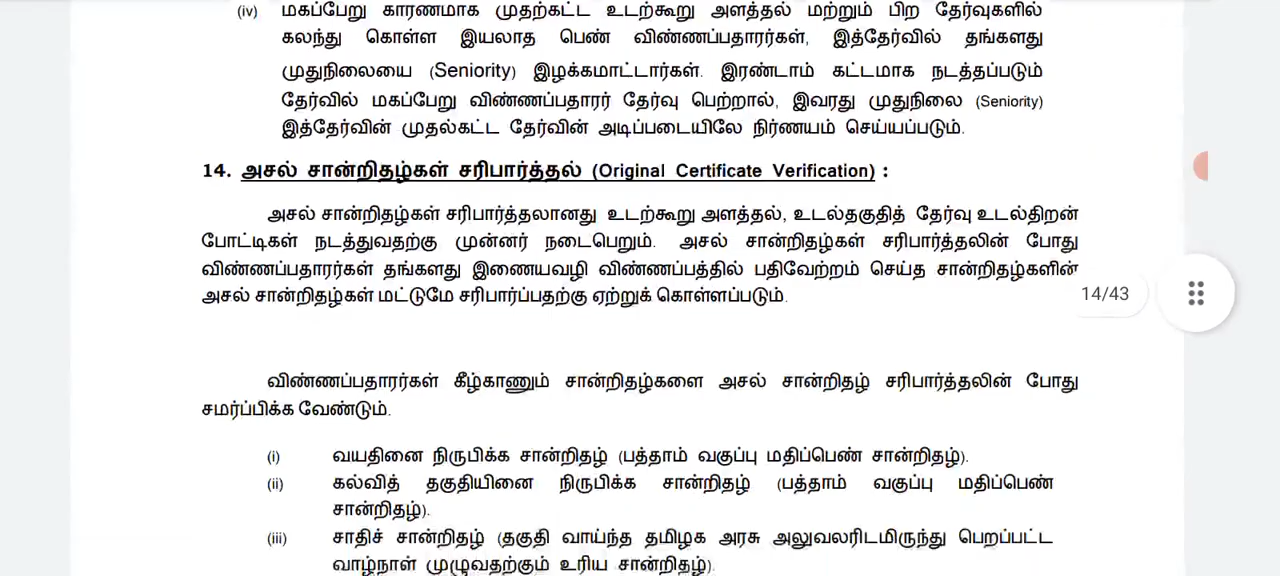 (iv) மகப்பேறு காரணமாக முதற்கட்ட உடற்கூறு அளத்தல் மற்றும் பிற தேர்வுகளில்
கலந்து கொள்ள இயலாத பெண் விண்ணப்பதாரர்கள், இத்தேர்வில் தங்களது
முதுநிலையை (Seniority) இழக்கமாட்டார்கள். இரண்டாம் கட்டமாக நடத்தப்படும்
தேர்வில் மகப்பேறு விண்ணப்பதாரர் தேர்வு பெற்றால், இவரது முதுநிலை (Seniority)
இத்தேர்வின் முதல்கட்ட தேர்வின் அடிப்படையிலே நிர்ணயம் செய்யப்படும்.
14. அசல் சான்றிதழ்கள் சரிபார்த்தல் (Original Certificate Verification) :
அசல் சான்றிதழ்கள் சரிபார்த்தலானது உடற்கூறு அளத்தல், உடல்தகுதித் தேர்வு உடல்திறன்
போட்டிகள் நடத்துவதற்கு முன்னர் நடைபெறும். அசல் சான்றிதழ்கள் சரிபார்த்தலின் போது
விண்ணப்பதாரர்கள் தங்களது இணையவழி விண்ணப்பத்தில் பதிவேற்றம் செய்த சான்றிதழ்களின்
அசல் சான்றிதழ்கள் மட்டுமே சரிபார்ப்பதற்கு ஏற்றுக் கொள்ளப்படும்.
14/43
விண்ணப்பதாரர்கள் கீழ்காணும் சான்றிதழ்களை அசல் சான்றிதழ் சரிபார்த்தலின் போது
சமர்ப்பிக்க வேண்டும்.
(i) வயதினை நிருபிக்க சான்றிதழ் (பத்தாம் வகுப்பு மதிப்பெண் சான்றிதழ்).
(ii) கல்வித் தகுதியினை நிருபிக்க சான்றிதழ் (பத்தாம் வகுப்பு மதிப்பெண்
சான்றிதழ்).
(iii) சாதிச் சான்றிதழ் (தகுதி வாய்ந்த தமிழக அரசு அலுவலரிடமிருந்து பெறப்பட்ட
வாழ்நாள் முழுவதற்கும் உரிய சான்றிதழ்).